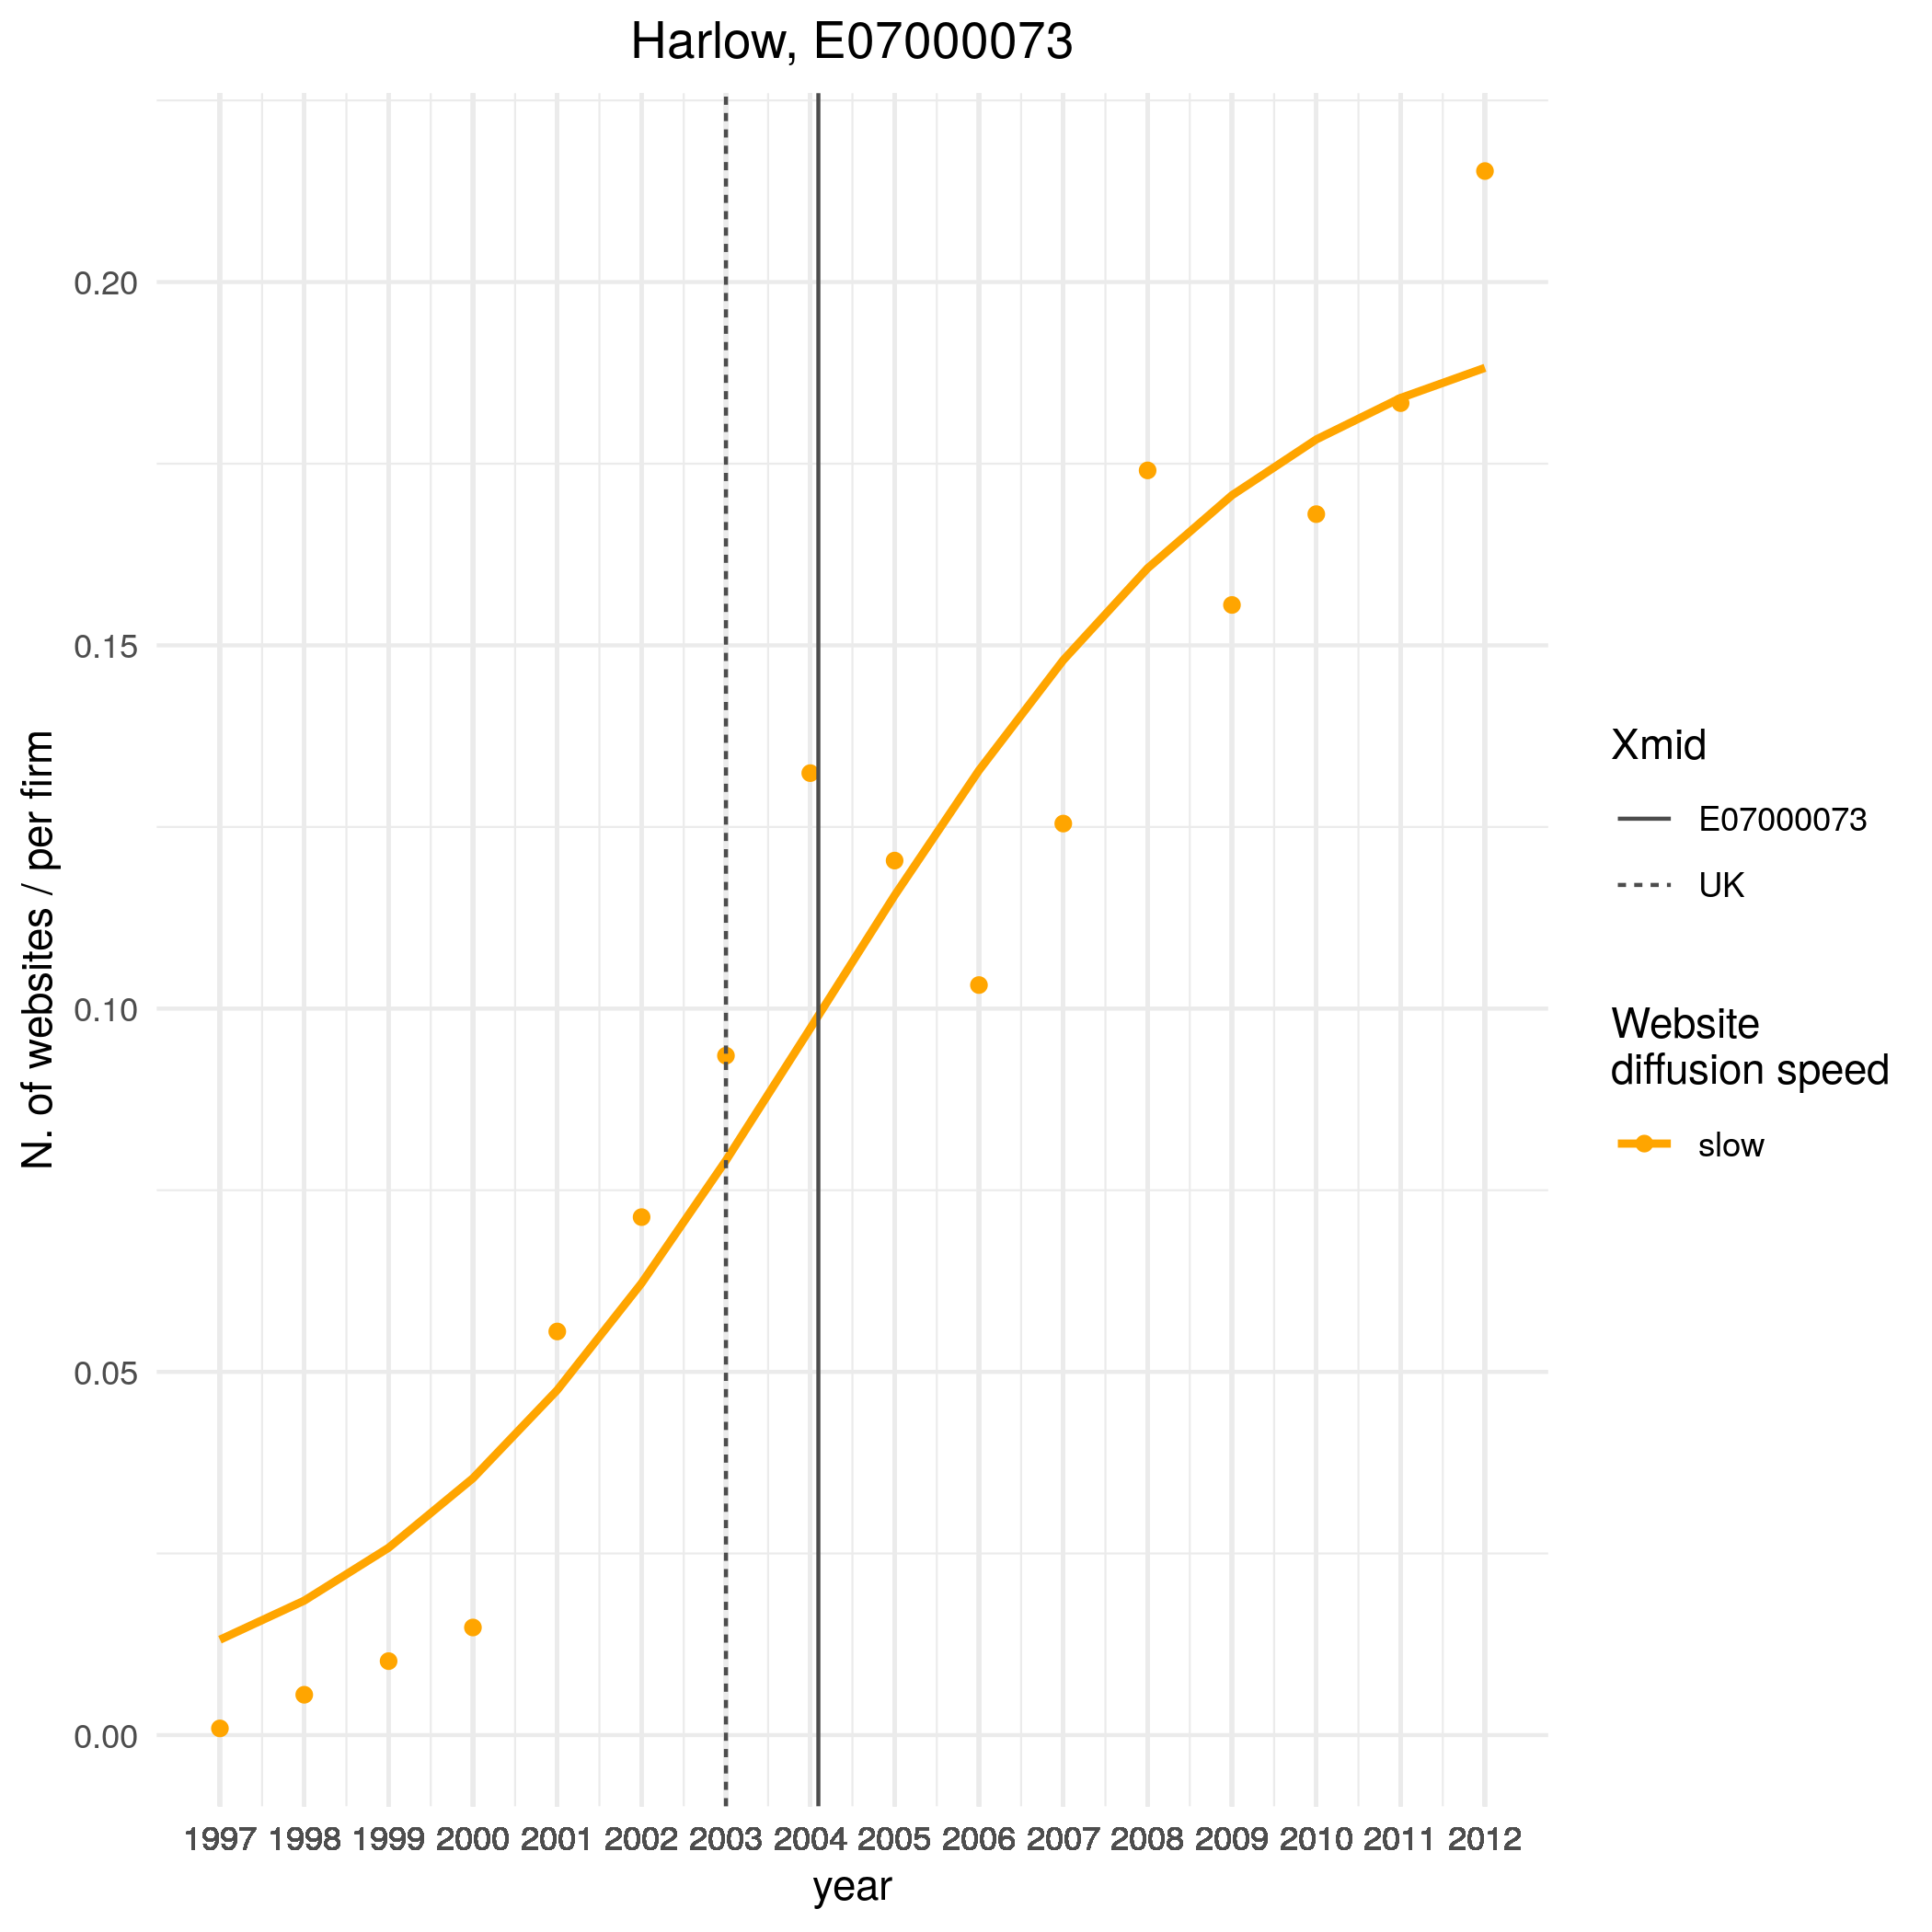 Harlow, E07000073
N. of websites / per firm
0.20
0.15
0.10
0.05
0.00
1997 1998 1999 2000 2001 2002 2003 2004 2005 2006 2007 2008 2009 2010 2011 2012
year
Xmid
E07000073
UK
Website
diffusion speed
slow